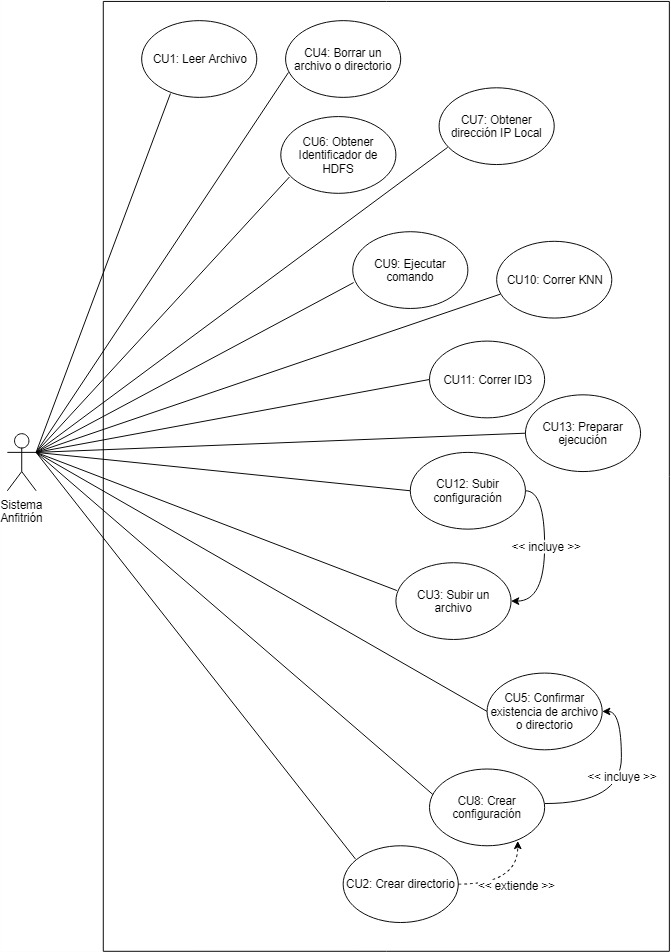 CU1: Leer Archivo
CU4: Borrar un
archivo o directorio
CU7: Obtener
dirección IP Local
CU6: Obtener
Identificador de
HDFS
CU9: Ejecutar
comando
CU10: Correr KNN
CU11: Correr ID3
CU13: Preparar
ejecución
CU12: Subir
configuración
Sistema
Anfitrión
<< incluye >>
CU3: Subir un
archivo
CU5: Confirmar
existencia de archivo
o directorio
<< incluye >>
CU8: Crear
configuración
CU2: Crear directorio
<< extiende >>